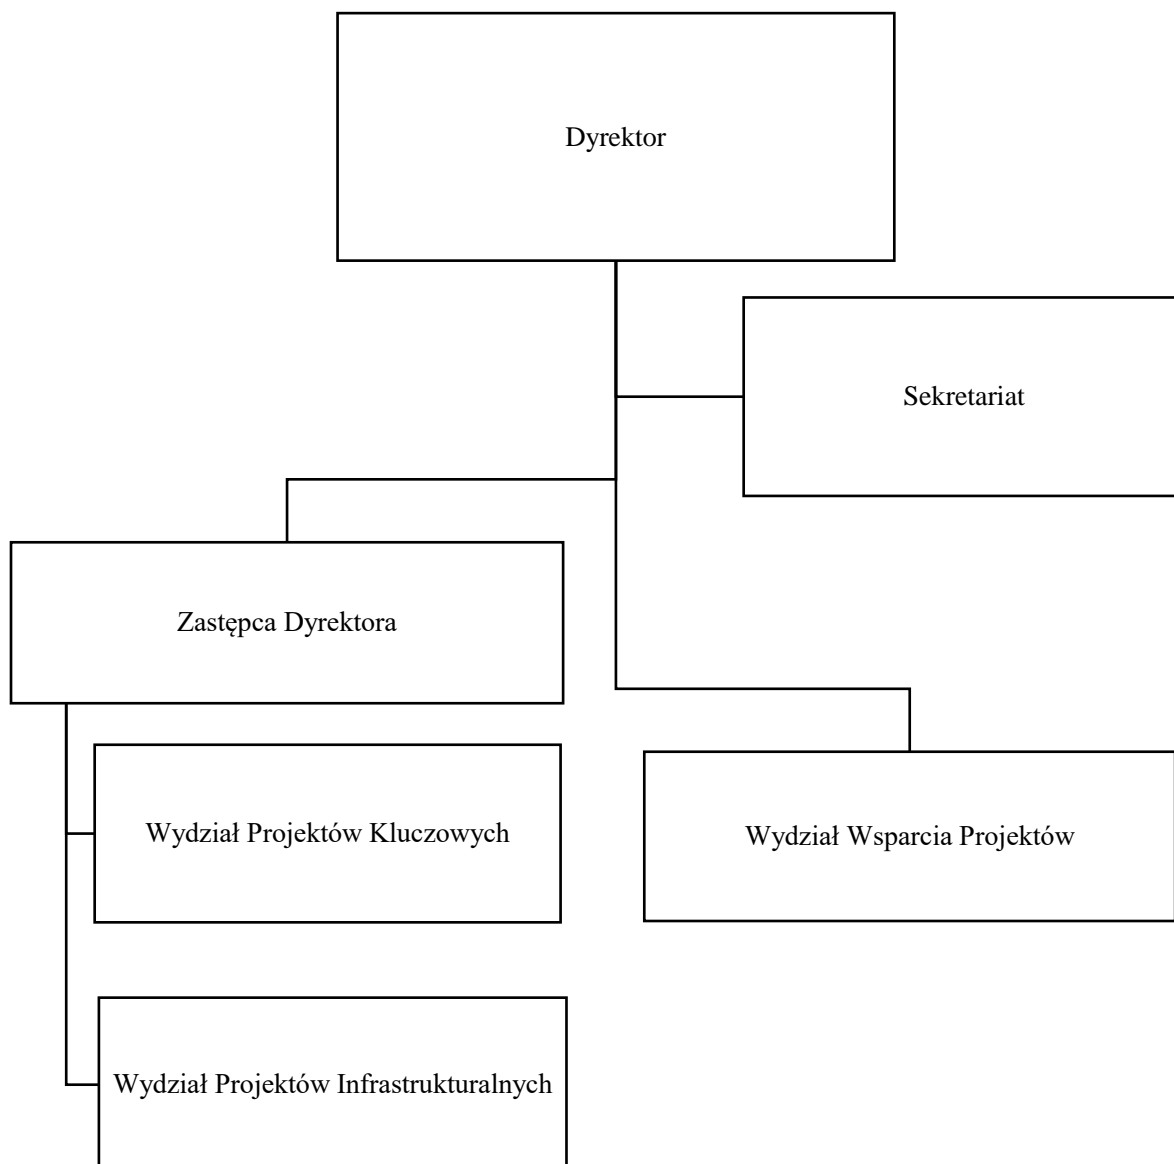 Dyrektor
Sekretariat
Zastępca Dyrektora
Wydział Projektów Kluczowych
Wydział Wsparcia Projektów
Wydział Projektów Infrastrukturalnych